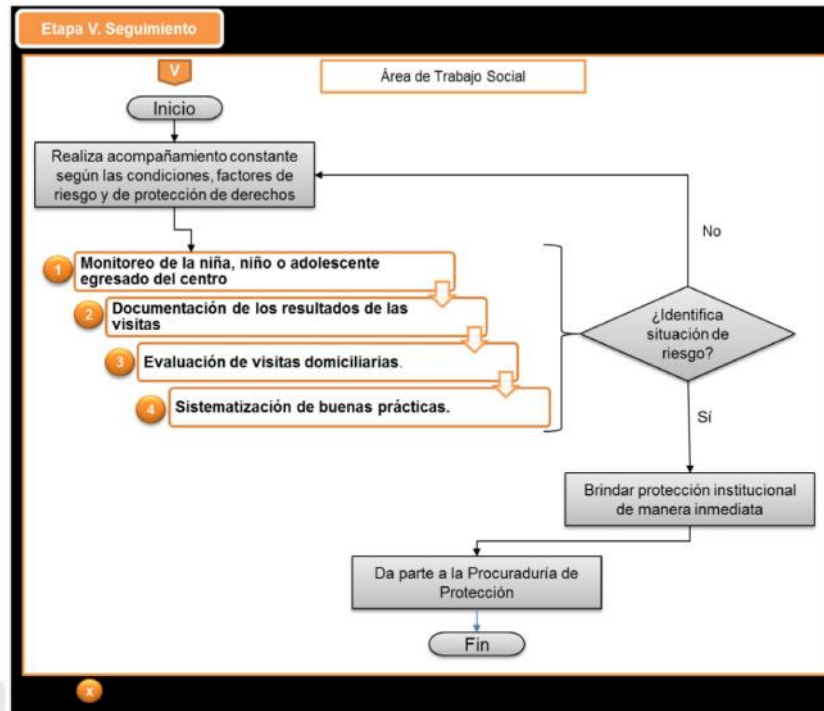 Etapa V. Seguimiento
V
Área de Trabajo Social
Inicio
Realiza acompañamiento constante
según las condiciones, factores de
riesgo y de protección de derechos
1
Monitoreo de la niña, niño o adolescente
egresado del centro
2
Documentación de los resultados de las
visitas
3
Evaluación de visitas domiciliarias.
4
Sistematización de buenas prácticas.
No
¿Identifica
situación de
riesgo?
Sí
Brindar protección institucional
de manera inmediata
Da parte a la Procuraduría de
Protección
Fin
x